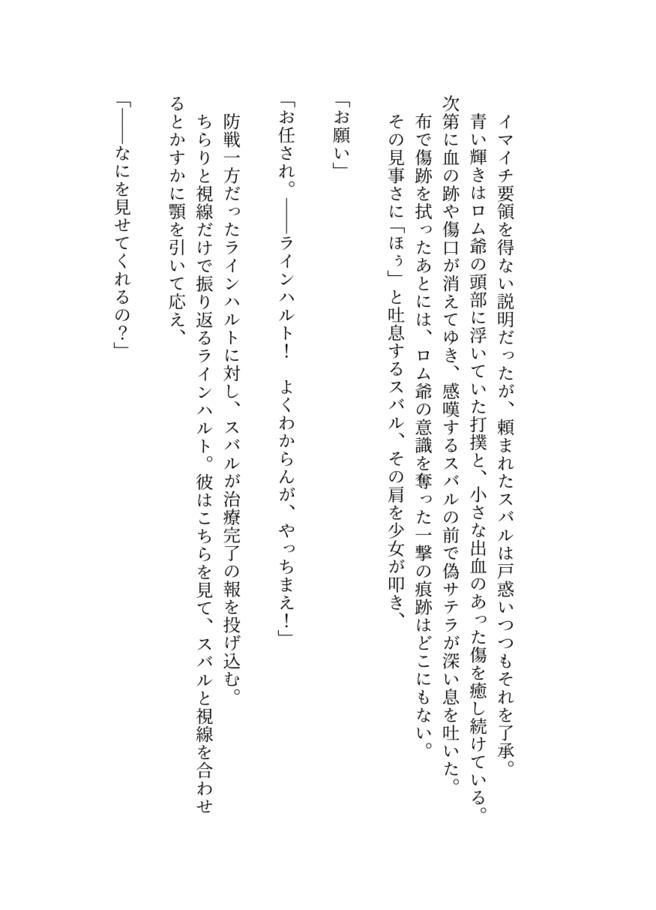 イマイチ要領を得ない説明だったが、頼まれたスバルは戸惑いつつもそれを了承。
青い輝きはロム爺の頭部に浮いていた打撲と、小さな出血のあった傷を癒し続けている。
次第に血の跡や傷口が消えてゆき、感嘆するスバルの前で偽サテラが深い息を吐いた。
布で傷跡を拭ったあとには、ロム爺の意識を奪った一撃の痕跡はどこにもない。
その見事さに「ほぅ」と吐息するスバル、その肩を少女が叩き、
「お願い」
「お任され。――ラインハルト!　よくわからんが、やっちまえ!」
防戦一方だったラインハルトに対し、スバルが治療完了の報を投げ込む。
ちらりと視線だけで振り返るラインハルト。彼はこちらを見て、スバルと視線を合わせ
るとかすかに顎を引いて応え、
「――なにを見せてくれるの?」